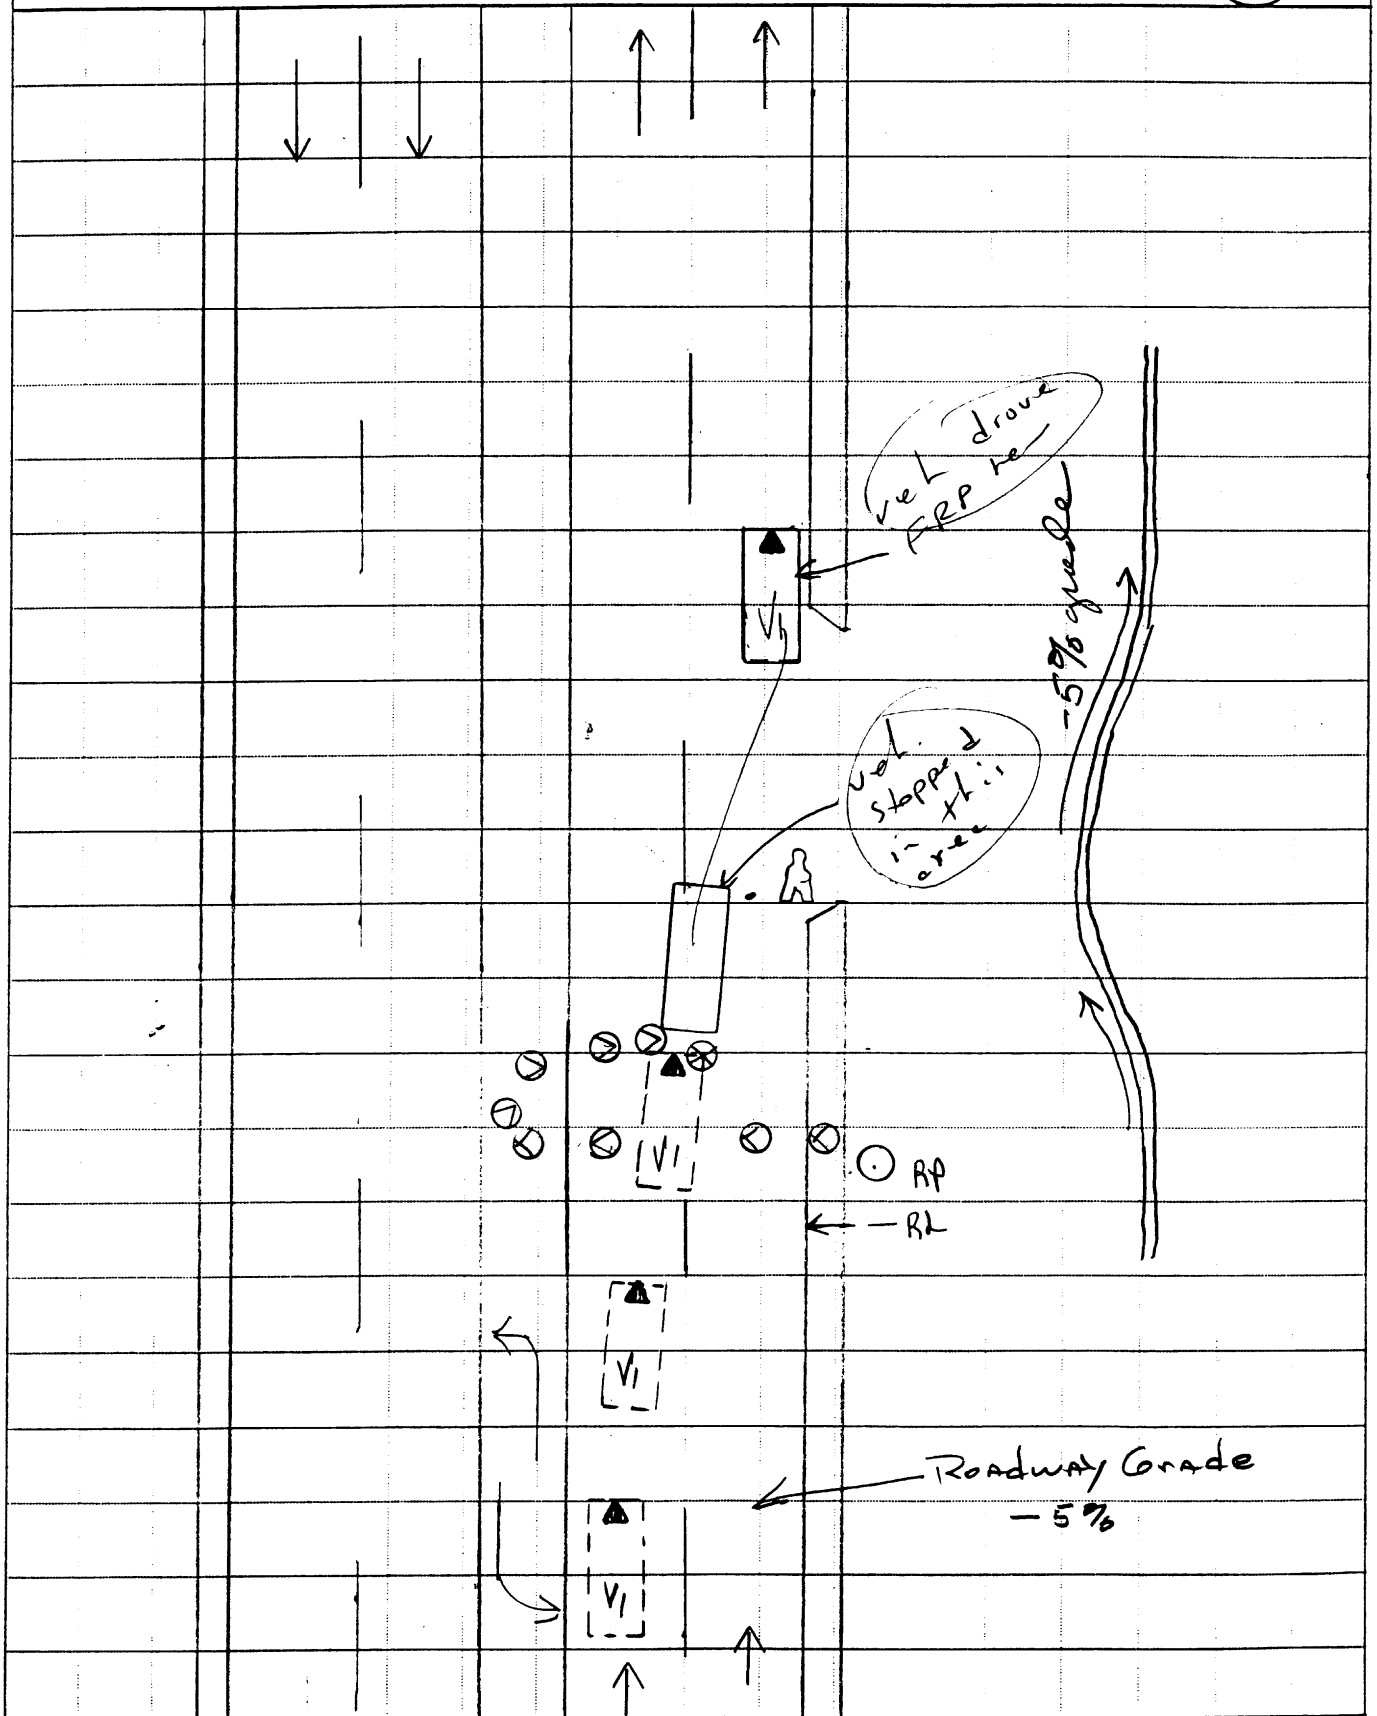 veh drove
FRP here
-5% grade
V1
veh.
stopped
in this
area
V1
RP
RL
V1
Roadway Grade
-5%
V1